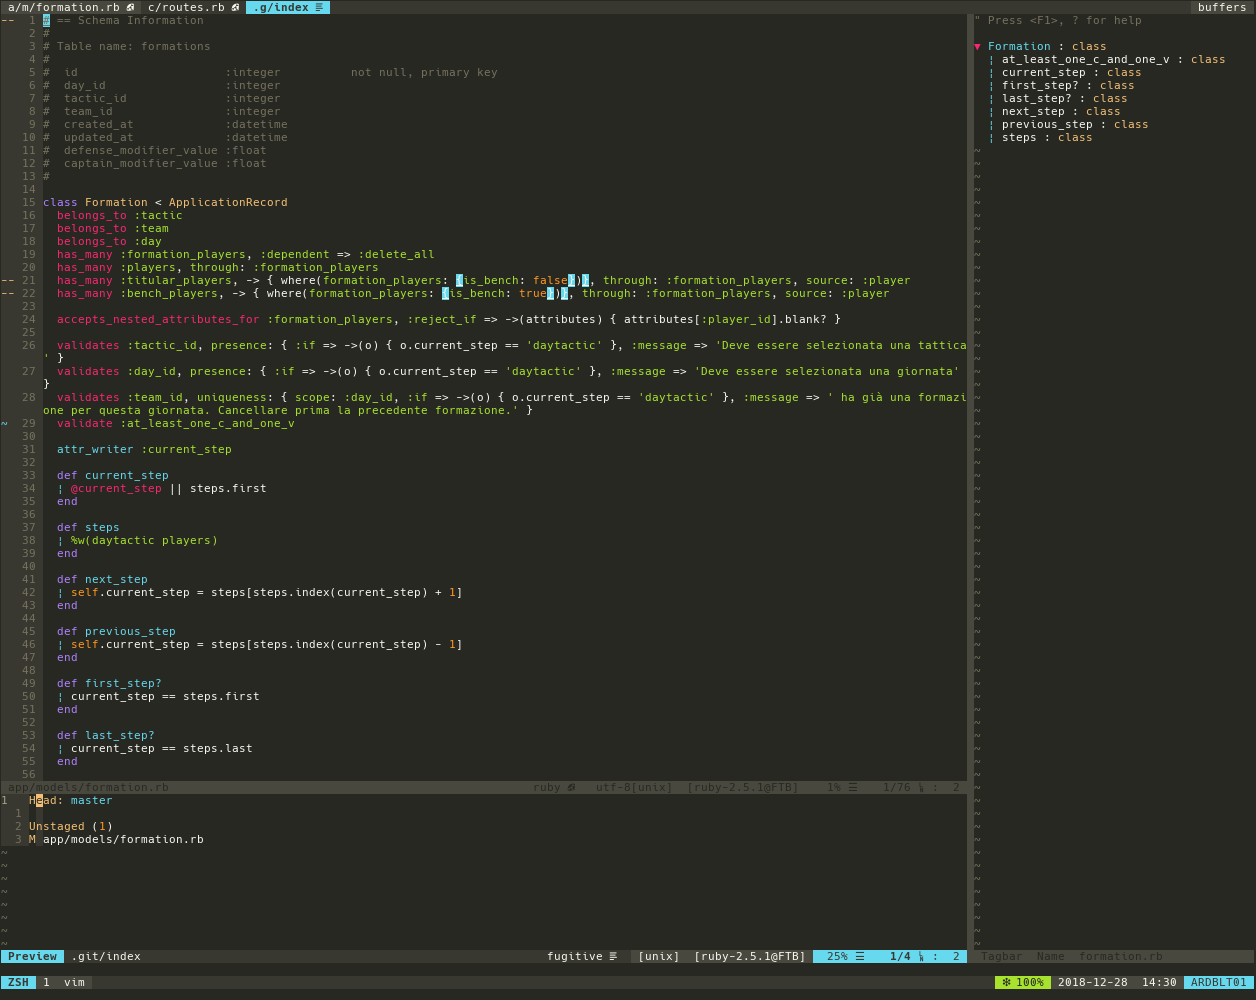 a/m/formation.rb c/routes.rb .g/index buffers
-- 1 # == Schema Information
2 #
3 # Table name: formations
4 #
5 #  id                     :integer          not null, primary key
6 #  day_id                 :integer
7 #  tactic_id              :integer
8 #  team_id                :integer
9 #  created_at             :datetime
10 #  updated_at             :datetime
11 #  defense_modifier_value :float
12 #  captain_modifier_value :float
13 #
14
15 class Formation < ApplicationRecord
16   belongs_to :tactic
17   belongs_to :team
18   belongs_to :day
19   has_many :formation_players, :dependent => :delete_all
20   has_many :players, through: :formation_players
-- 21   has_many :titular_players, -> { where(formation_players: {is_bench: false})}, through: :formation_players, source: :player
-- 22   has_many :bench_players, -> { where(formation_players: {is_bench: true})}, through: :formation_players, source: :player
23
24   accepts_nested_attributes_for :formation_players, :reject_if => ->(attributes) { attributes[:player_id].blank? }
25
26   validates :tactic_id, presence: { :if => ->(o) { o.current_step == 'daytactic' }, :message => 'Deve essere selezionata una tattica
' }
27   validates :day_id, presence: { :if => ->(o) { o.current_step == 'daytactic' }, :message => 'Deve essere selezionata una giornata'
}
28   validates :team_id, uniqueness: { scope: :day_id, :if => ->(o) { o.current_step == 'daytactic' }, :message => ' ha già una formazi
one per questa giornata. Cancellare prima la precedente formazione.' }
~ 29   validate :at_least_one_c_and_one_v
30
31   attr_writer :current_step
32
33   def current_step
34   ¦ @current_step || steps.first
35   end
36
37   def steps
38   ¦ %w(daytactic players)
39   end
40
41   def next_step
42   ¦ self.current_step = steps[steps.index(current_step) + 1]
43   end
44
45   def previous_step
46   ¦ self.current_step = steps[steps.index(current_step) - 1]
47   end
48
49   def first_step?
50   ¦ current_step == steps.first
51   end
52
53   def last_step?
54   ¦ current_step == steps.last
55   end
56
app/models/formation.rb ruby utf-8[unix] [ruby-2.5.1@FTB] 1% ☰ 1/76 : 2
1 Head: master
1
2 Unstaged (1)
3 M app/models/formation.rb
~
~
~
~
~
~
~
~
Preview .git/index fugitive [unix] [ruby-2.5.1@FTB] 25% ☰ 1/4 : 2
" Press <F1>, ? for help
▼ Formation : class
¦ at_least_one_c_and_one_v : class
¦ current_step : class
¦ first_step? : class
¦ last_step? : class
¦ next_step : class
¦ previous_step : class
¦ steps : class
Tagbar Name formation.rb
ZSH 1 vim ❇ 100% 2018-12-28 14:30 ARDBLT01